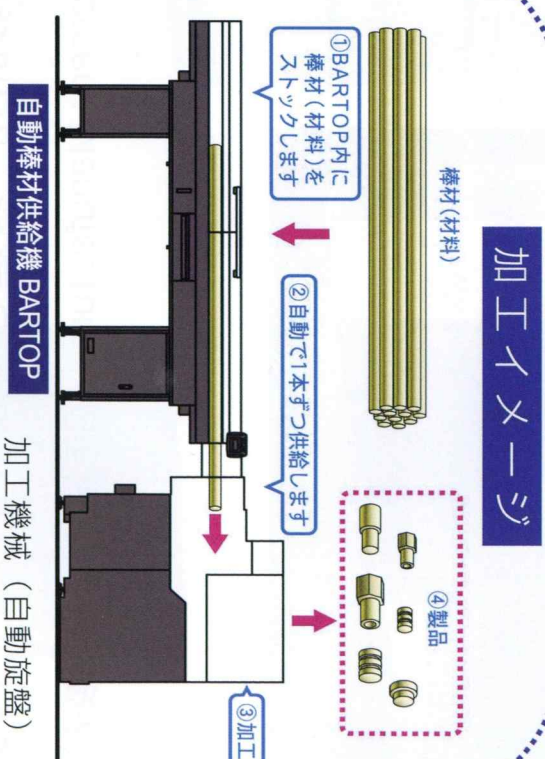 加工イメージ
棒材(材料)
①BARTOP内に
棒材(材料)を
ストックします
②自動で1本ずつ供給します
③加工
④製品
自動棒材供給機 BARTOP
加工機械（自動旋盤）